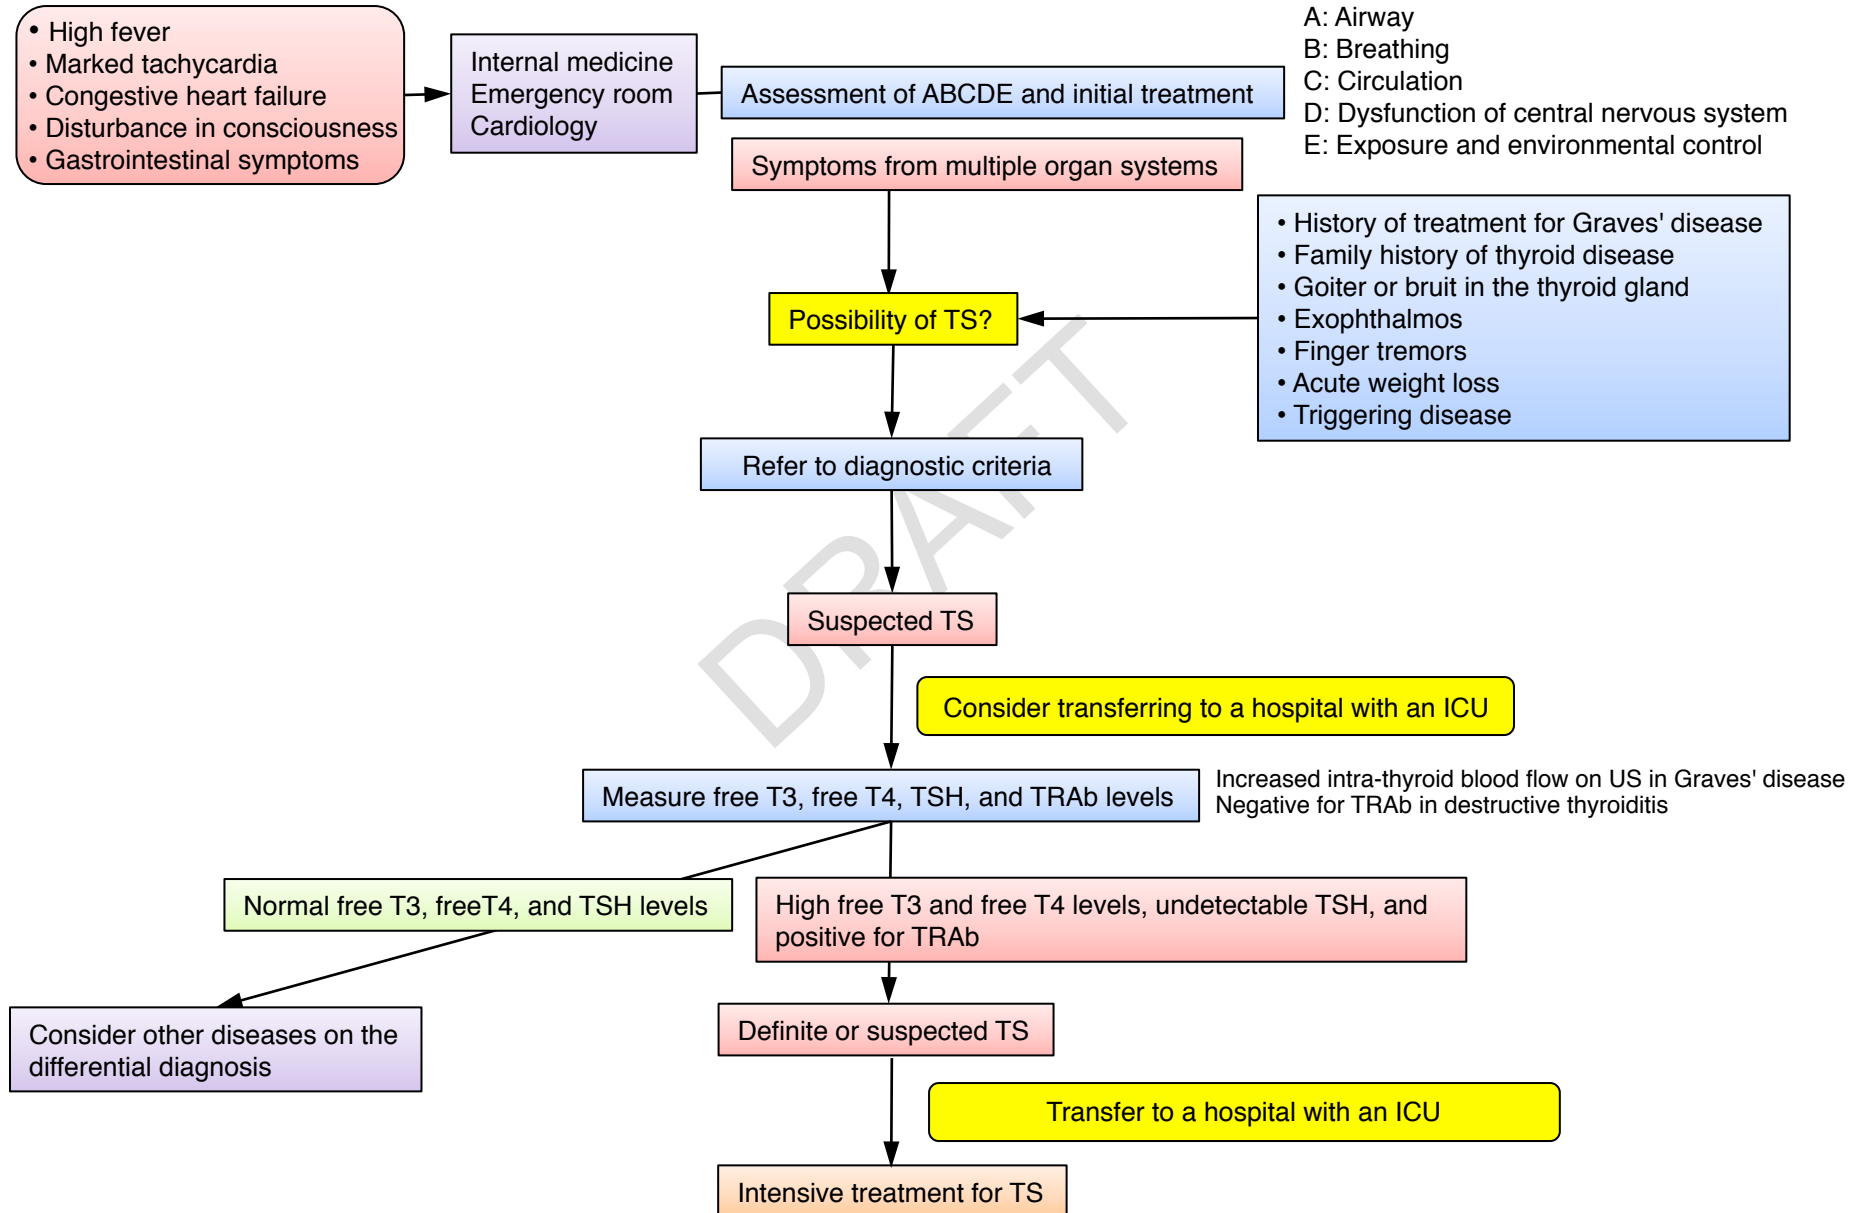 • High fever
• Marked tachycardia
• Congestive heart failure
• Disturbance in consciousness
• Gastrointestinal symptoms
Internal medicine
Emergency room
Cardiology
Assessment of ABCDE and initial treatment
A: Airway
B: Breathing
C: Circulation
D: Dysfunction of central nervous system
E: Exposure and environmental control
Symptoms from multiple organ systems
• History of treatment for Graves' disease
• Family history of thyroid disease
• Goiter or bruit in the thyroid gland
• Exophthalmos
• Finger tremors
• Acute weight loss
• Triggering disease
Possibility of TS?
Refer to diagnostic criteria
DRAFT
Suspected TS
Consider transferring to a hospital with an ICU
Measure free T3, free T4, TSH, and TRAb levels
Increased intra-thyroid blood flow on US in Graves' disease
Negative for TRAb in destructive thyroiditis
Normal free T3, freeT4, and TSH levels
High free T3 and free T4 levels, undetectable TSH, and
positive for TRAb
Consider other diseases on the
differential diagnosis
Definite or suspected TS
Transfer to a hospital with an ICU
Intensive treatment for TS